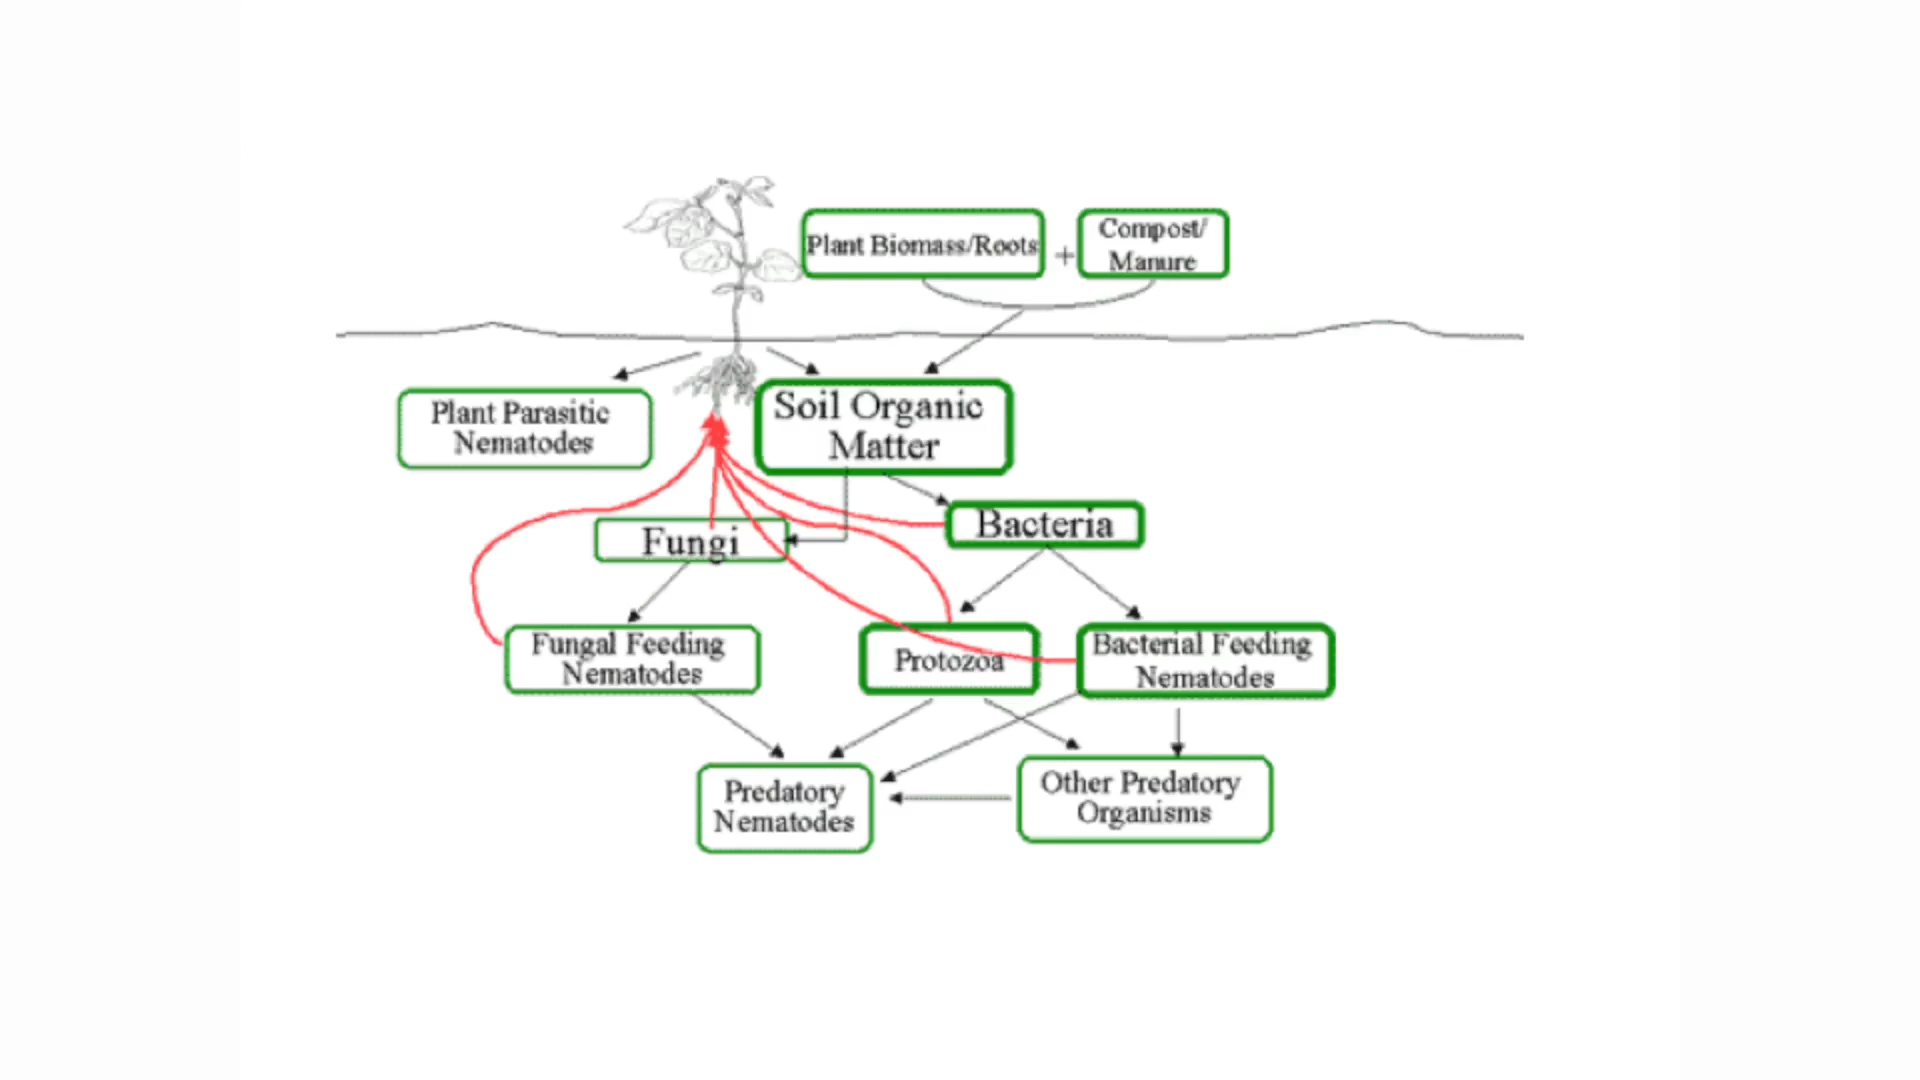 Plant Biomass/Roots
+
Compost/
Manure
Plant Parasitic
Nematodes
Soil Organic
Matter
Fungi
Bacteria
Fungal Feeding
Nematodes
Protozoa
Bacterial Feeding
Nematodes
Predatory
Nematodes
Other Predatory
Organisms